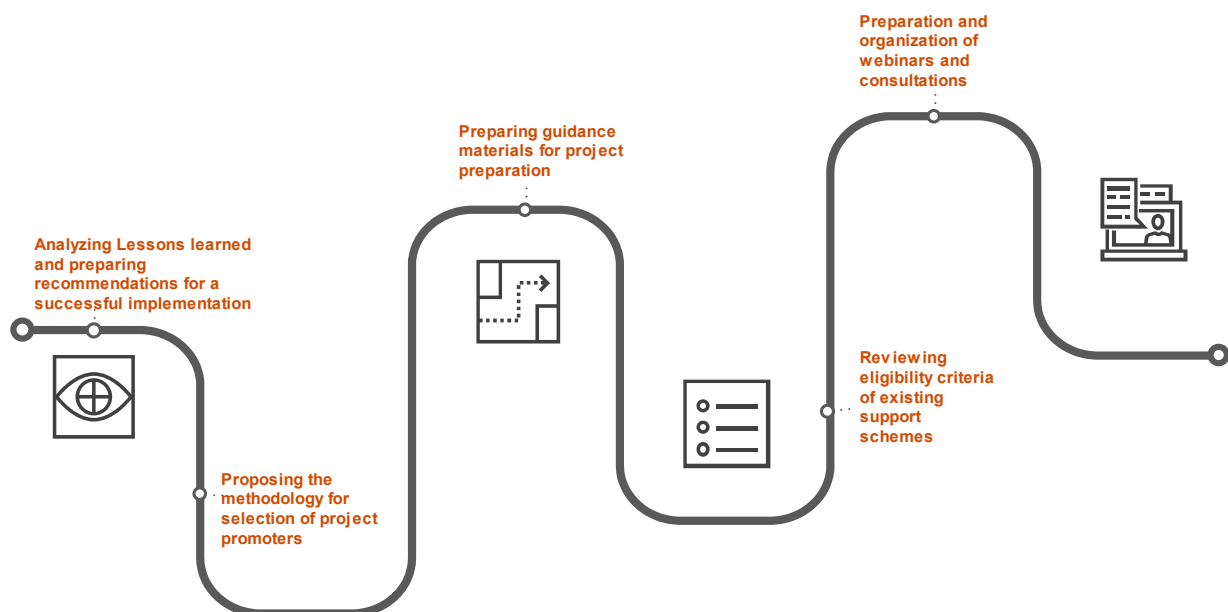 Analyzing Lessons learned
and preparing
recommendations for a
successful implementation
Proposing the
methodology for
selection of project
promoters
Preparing guidance
materials for project
preparation
Reviewing
eligibility criteria
of existing
support
schemes
Preparation and
organization of
webinars and
consultations